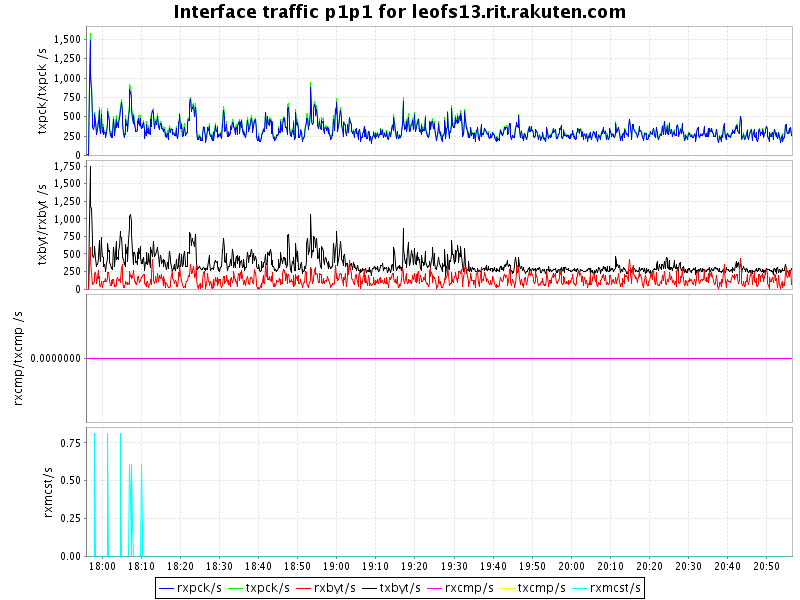 Interface traffic p1p1 for leofs13.rit.rakuten.com
txpck/txpck /s
1,500
1,250
1,000
750
500
250
0
txbyt/rxbyt /s
1,750
1,500
1,250
1,000
750
500
250
0
rxcmp/txcmp /s
0.0000000
rxmcst/s
0.75
0.50
0.25
0.00
18:00 18:10 18:20 18:30 18:40 18:50 19:00 19:10 19:20 19:30 19:40 19:50 20:00 20:10 20:20 20:30 20:40 20:50
rxpck/s txpck/s rxbyt/s txbyt/s rxcmp/s txcmp/s rxmcst/s